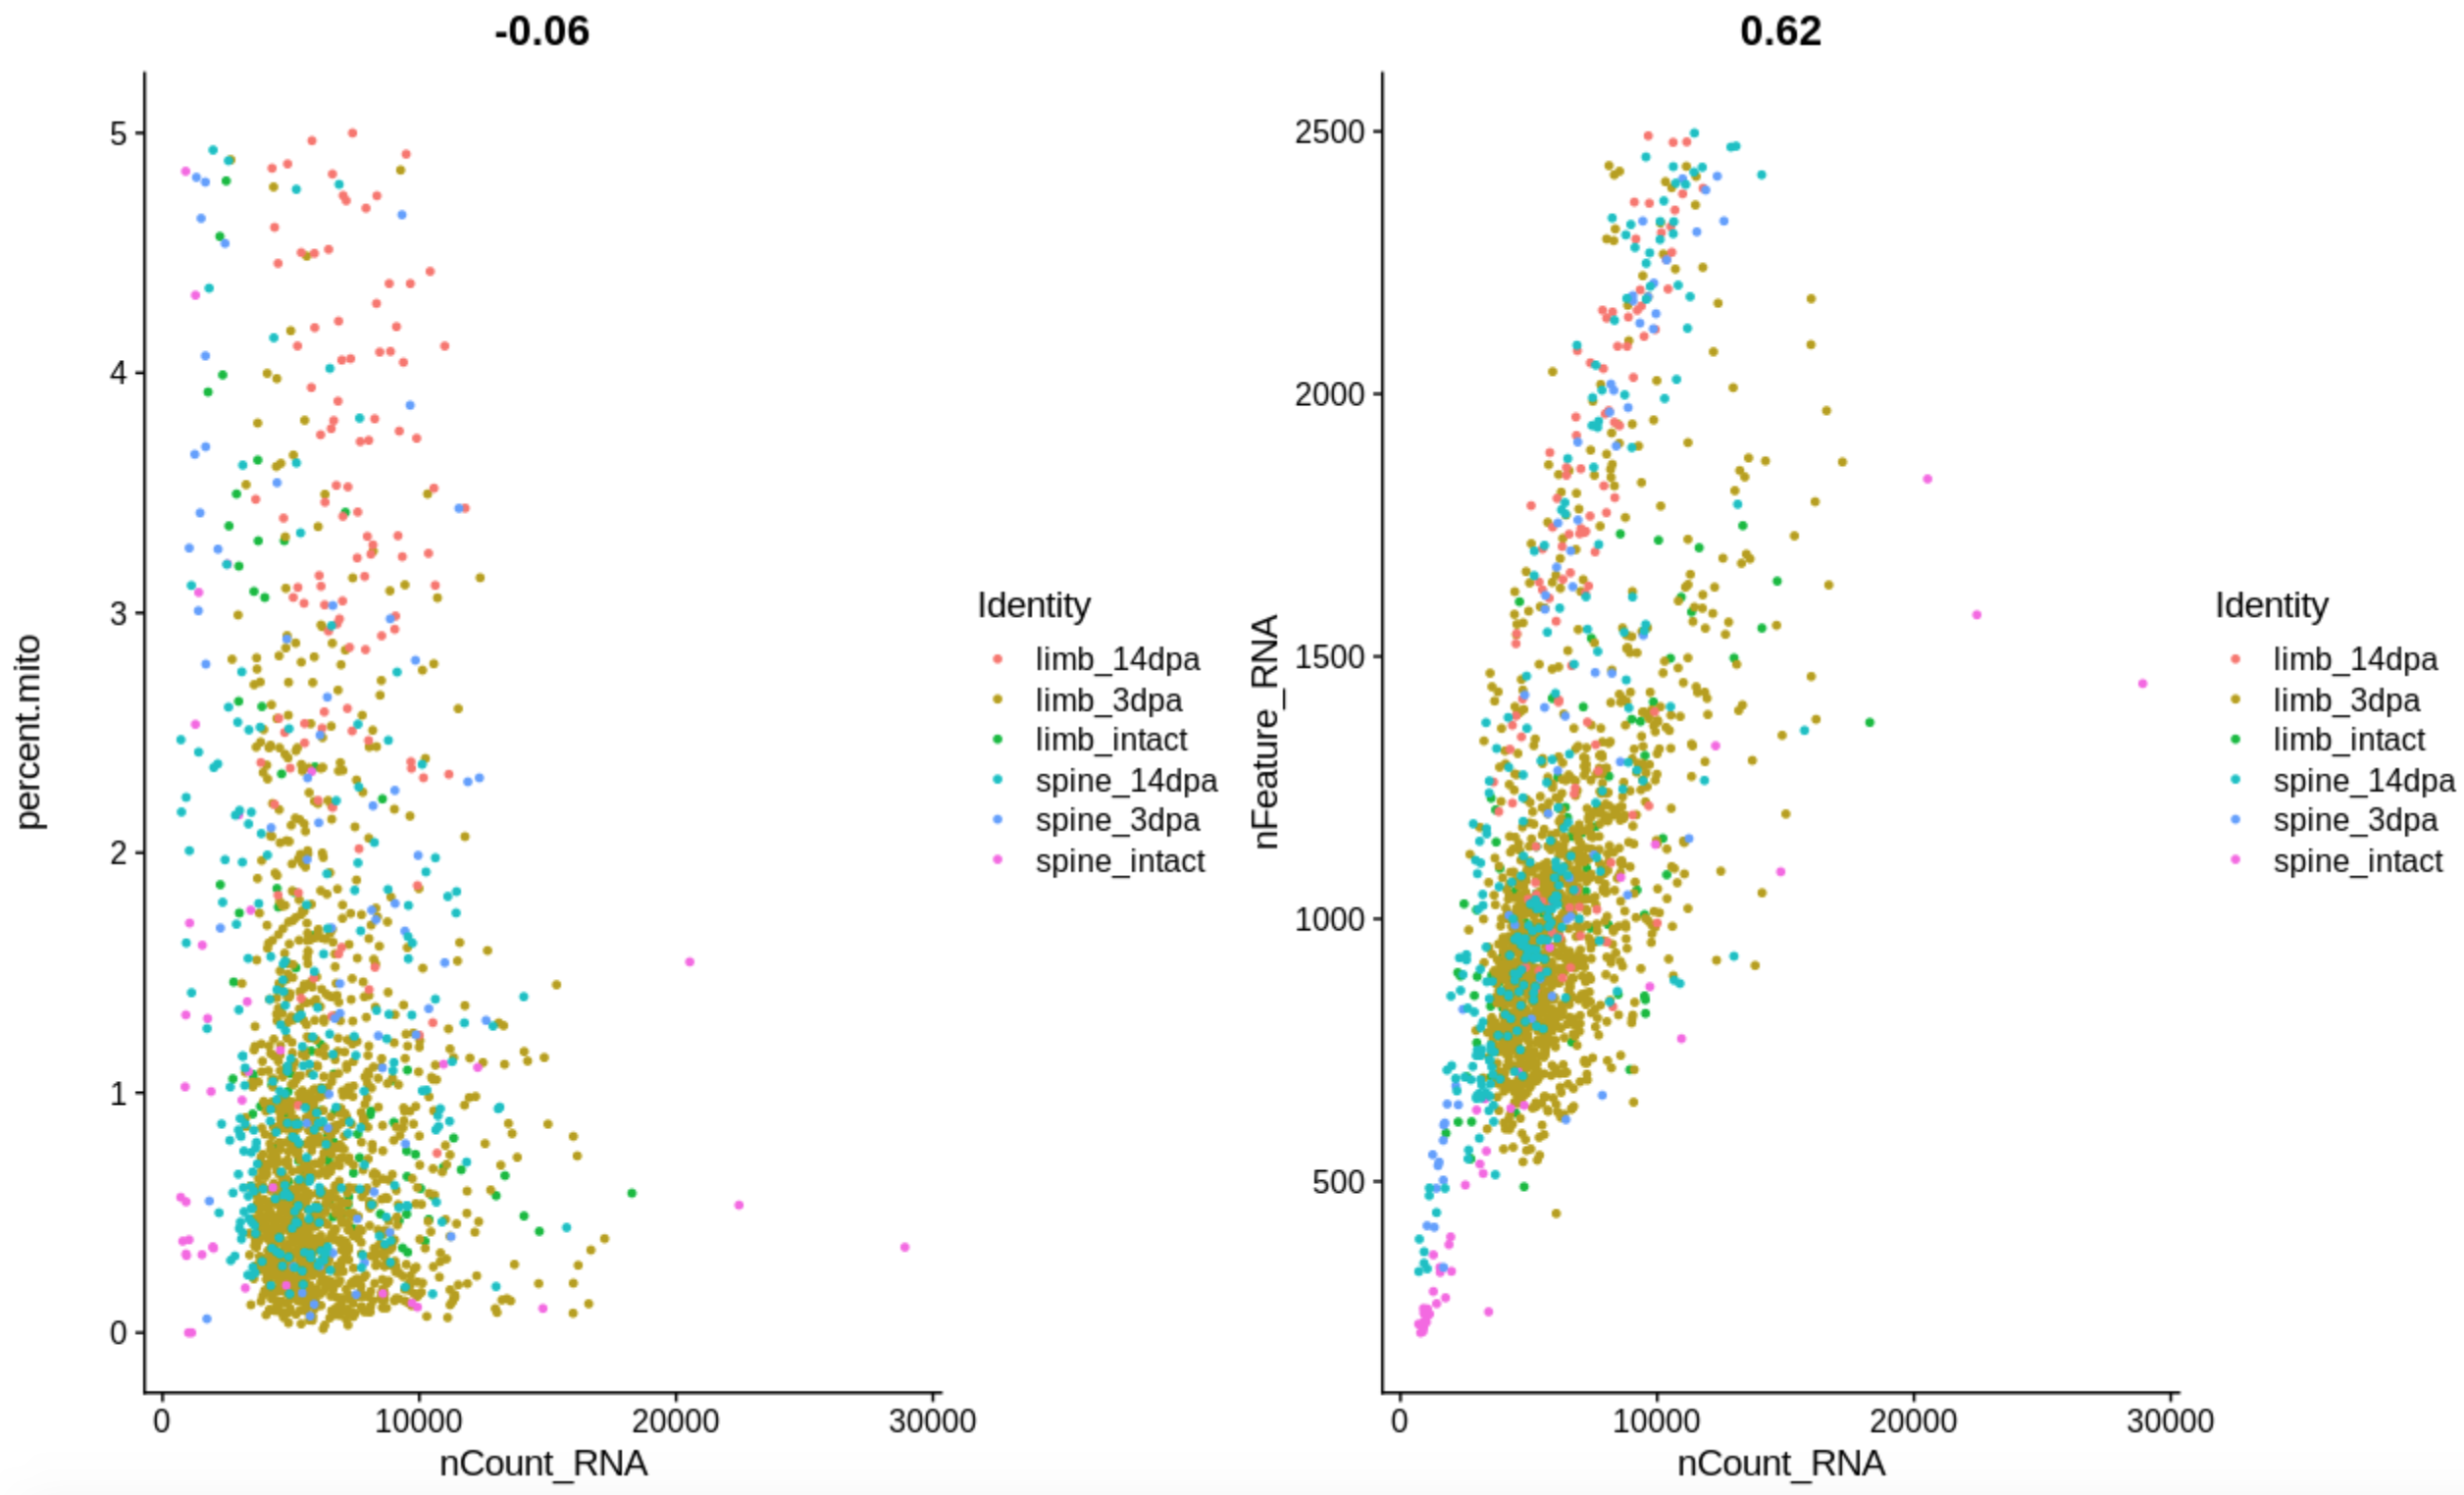 -0.06
5
4
3
2
1
0
percent.mito
0 10000 20000 30000
nCount_RNA
Identity
limb_14dpa
limb_3dpa
limb_intact
spine_14dpa
spine_3dpa
spine_intact
0.62
2500
2000
1500
1000
500
nFeature_RNA
0 10000 20000 30000
nCount_RNA
Identity
limb_14dpa
limb_3dpa
limb_intact
spine_14dpa
spine_3dpa
spine_intact